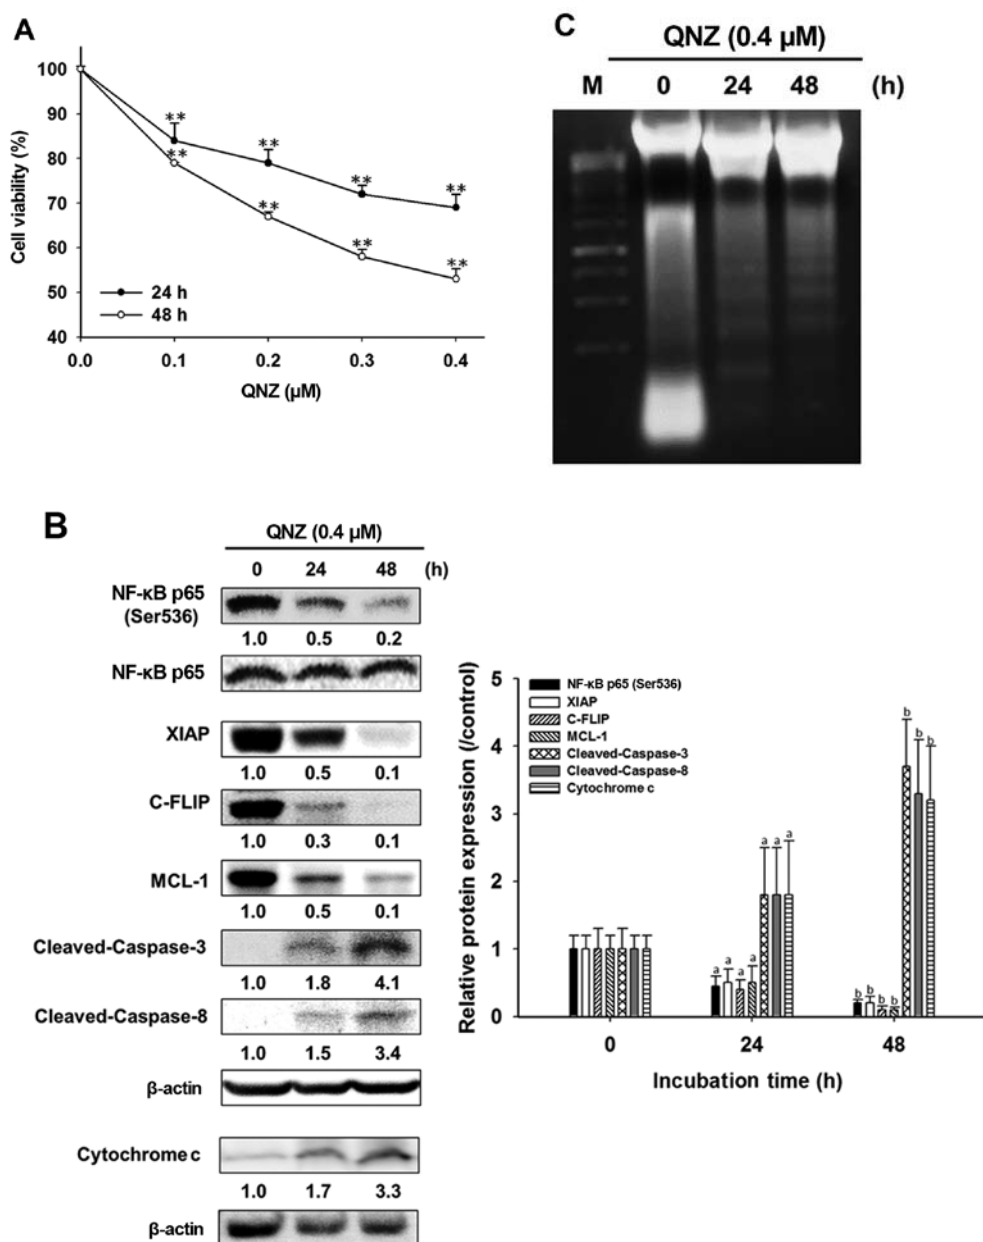 A
Cell viability (%)
100
90
80
70
60
50
40
**
**
**
**
**
**
**
**
24 h
48 h
0.0 0.1 0.2 0.3 0.4
QNZ (μM)
C
QNZ (0.4 μM)
M 0 24 48 (h)
B
QNZ (0.4 μM)
0 24 48 (h)
NF-κB p65
(Ser536)
1.0 0.5 0.2
NF-κB p65
XIAP
1.0 0.5 0.1
C-FLIP
1.0 0.3 0.1
MCL-1
1.0 0.5 0.1
Cleaved-Caspase-3
1.0 1.8 4.1
Cleaved-Caspase-8
1.0 1.5 3.4
β-actin
Cytochrome c
1.0 1.7 3.3
β-actin
Relative protein expression (/control)
5
4
3
2
1
0
NF-κB p65 (Ser536)
XIAP
C-FLIP
MCL-1
Cleaved-Caspase-3
Cleaved-Caspase-8
Cytochrome c
a a a a a a a
b b b b b b b
0 24 48
Incubation time (h)